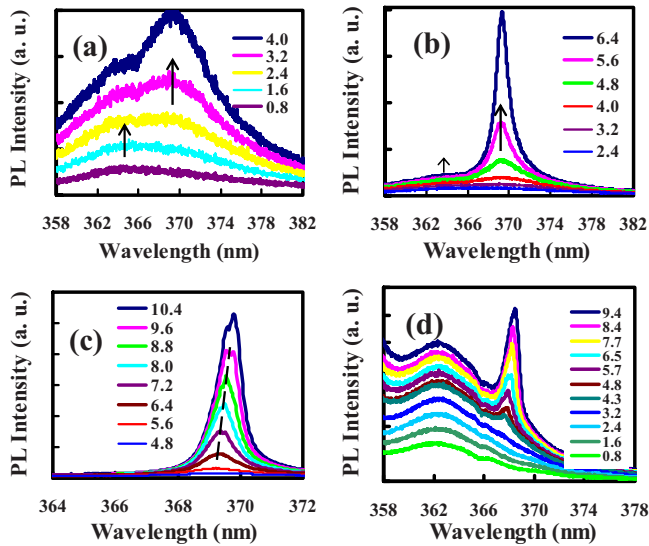 (a)
4.0
3.2
2.4
1.6
0.8
PL Intensity (a. u.)
358 362 366 370 374 378 382
Wavelength (nm)
(b)
6.4
5.6
4.8
4.0
3.2
2.4
PL Intensity (a. u.)
358 362 366 370 374 378 382
Wavelength (nm)
(c)
10.4
9.6
8.8
8.0
7.2
6.4
5.6
4.8
PL Intensity (a. u.)
364 366 368 370 372
Wavelength (nm)
(d)
9.4
8.4
7.7
6.5
5.7
4.8
4.3
3.2
2.4
1.6
0.8
PL Intensity (a. u.)
358 362 366 370 374 378
Wavelength (nm)